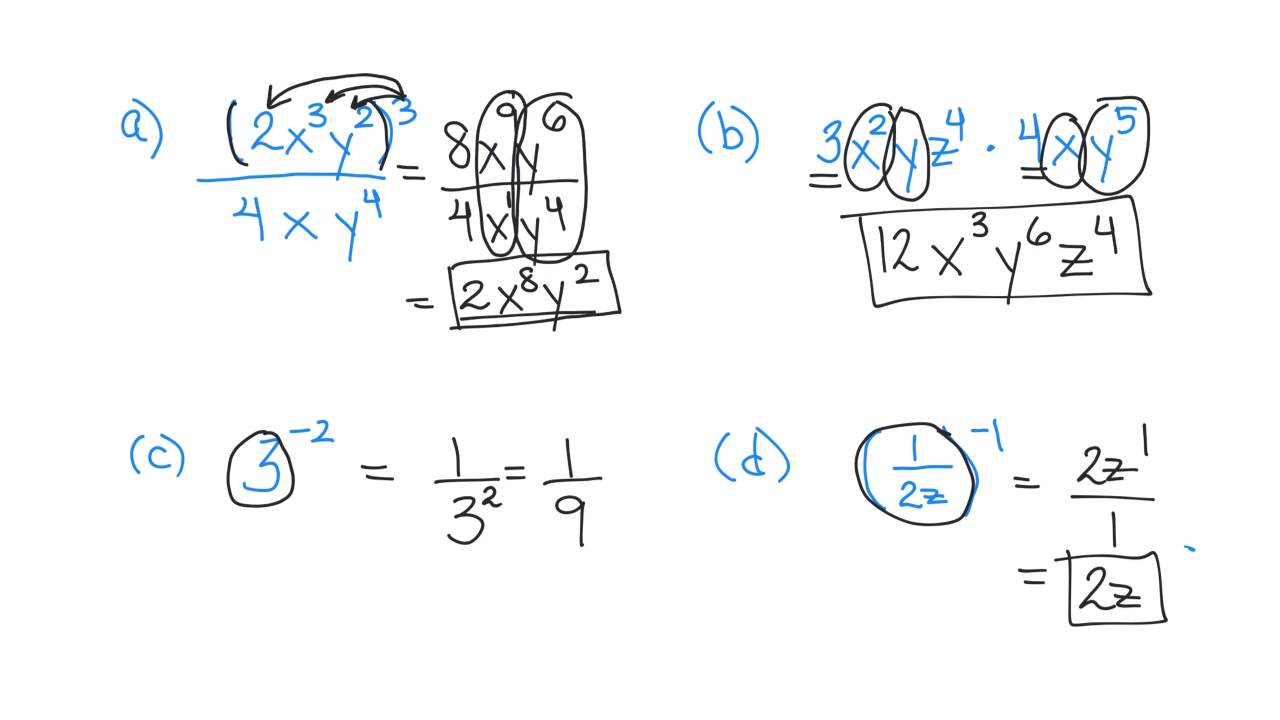 a) (2x³y²)³ / 4xy⁴ = 8x⁹y⁶ / 4x¹y⁴
= 2x⁸y²
(b) 3x²yz⁴ · 4xy⁵
= = 12x³y⁶z⁴
(c) 3⁻² = 1/3² = 1/9
(d) (1/2z)⁻¹ = 2z¹/1
= 2z